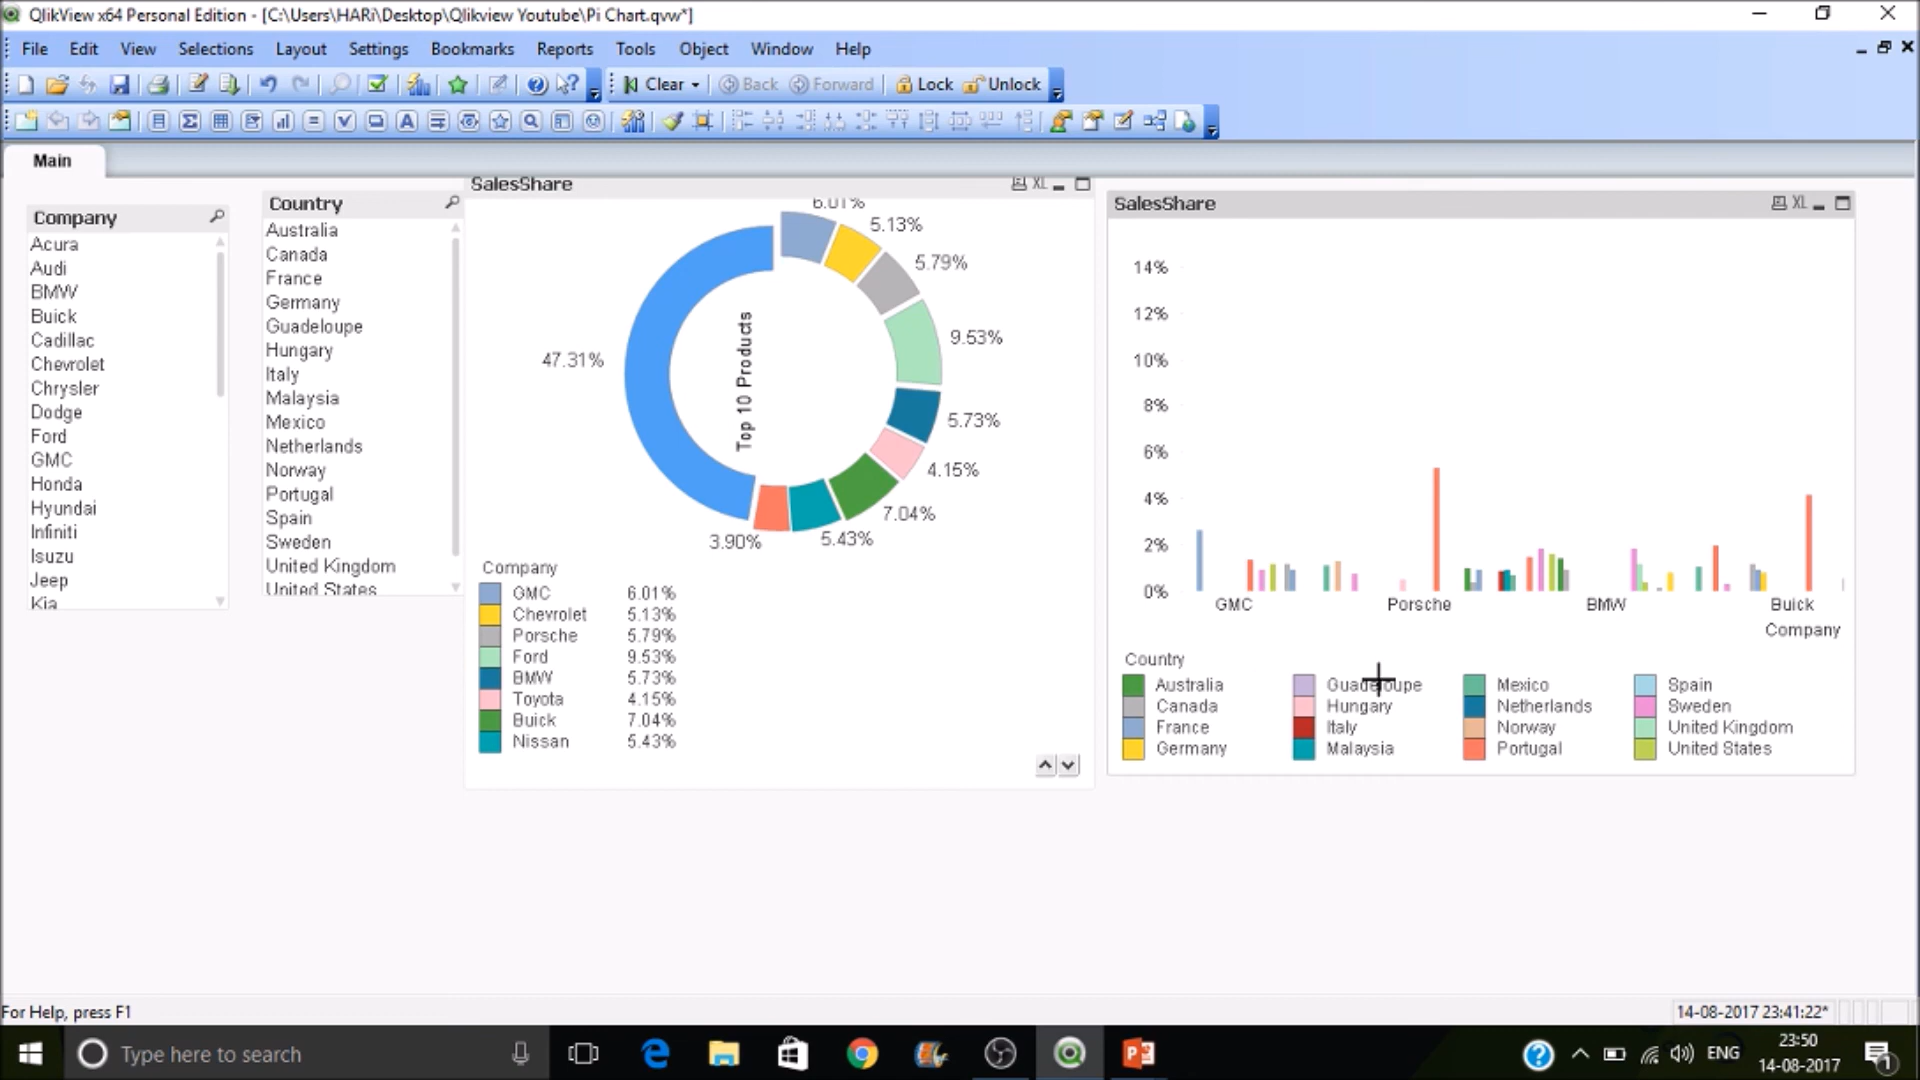 QlikView x64 Personal Edition - [C:\Users\HARi\Desktop\Qlikview Youtube\Pi Chart.qvw*]
File Edit View Selections Layout Settings Bookmarks Reports Tools Object Window Help
Clear Back Forward Lock Unlock
Main
Company
Acura
Audi
BMW
Buick
Cadillac
Chevrolet
Chrysler
Dodge
Ford
GMC
Honda
Hyundai
Infiniti
Isuzu
Jeep
Kia
Country
Australia
Canada
France
Germany
Guadeloupe
Hungary
Italy
Malaysia
Mexico
Netherlands
Norway
Portugal
Spain
Sweden
United Kingdom
United States
SalesShare
XL
6.01%
5.13%
5.79%
9.53%
5.73%
4.15%
7.04%
5.43%
3.90%
47.31%
Top 10 Products
Company
GMC 6.01%
Chevrolet 5.13%
Porsche 5.79%
Ford 9.53%
BMW 5.73%
Toyota 4.15%
Buick 7.04%
Nissan 5.43%
SalesShare
XL
14%
12%
10%
8%
6%
4%
2%
0%
GMC Porsche BMW Buick
Company
Country
Australia Guadeloupe Mexico Spain
Canada Hungary Netherlands Sweden
France Italy Norway United Kingdom
Germany Malaysia Portugal United States
For Help, press F1
14-08-2017 23:41:22*
Type here to search
ENG
23:50
14-08-2017
1